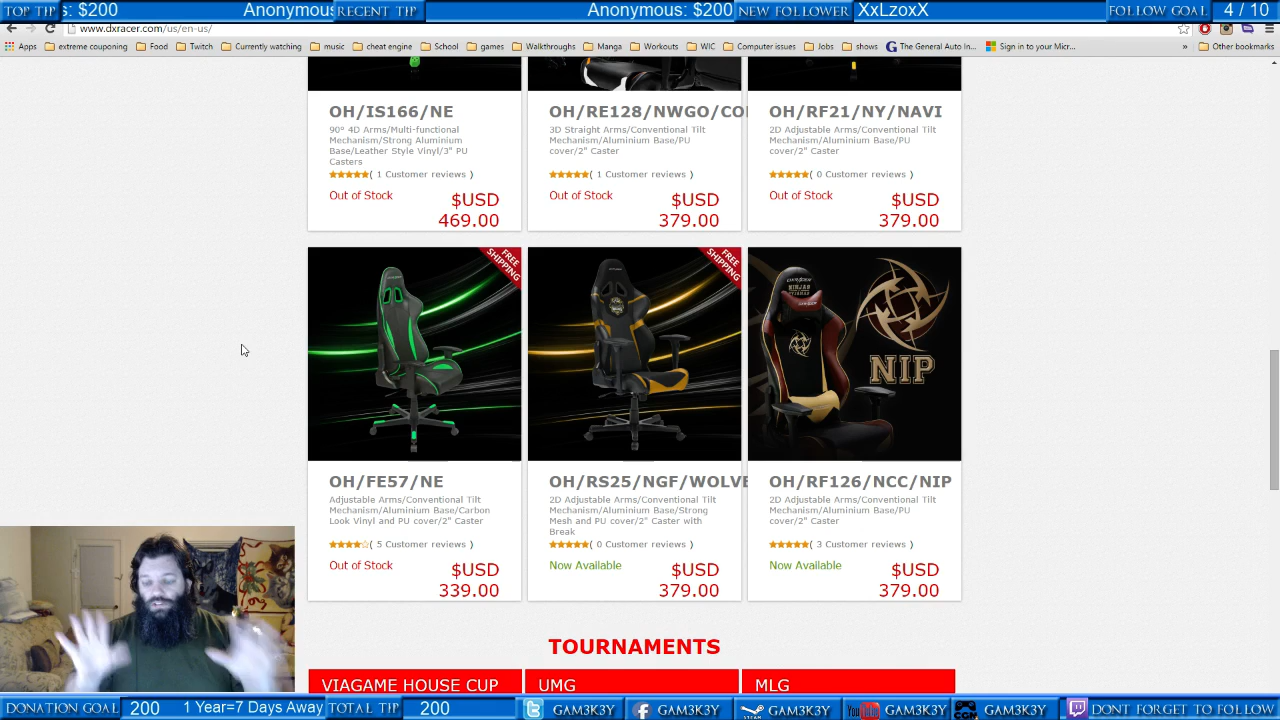 TOP TIP
s: $200
Anonymous
RECENT TIP
Anonymous: $200
NEW FOLLOWER
XxLzoxX
FOLLOW GOAL
4 / 10
www.dxracer.com/us/en-us/
Apps
extreme couponing
Food
Twitch
Currently watching
music
cheat engine
School
games
Walkthroughs
Manga
Workouts
WIC
Computer issues
Jobs
shows
The General Auto In...
Sign in to your Micr...
»
Other bookmarks
OH/IS166/NE
90° 4D Arms/Multi-functional
Mechanism/Strong Aluminium
Base/Leather Style Vinyl/3" PU
Casters
( 1 Customer reviews )
Out of Stock
$USD
469.00
OH/RE128/NWGO/CO
3D Straight Arms/Conventional Tilt
Mechanism/Aluminium Base/PU
cover/2" Caster
( 1 Customer reviews )
Out of Stock
$USD
379.00
OH/RF21/NY/NAVI
2D Adjustable Arms/Conventional Tilt
Mechanism/Aluminium Base/PU
cover/2" Caster
( 0 Customer reviews )
Out of Stock
$USD
379.00
FREE
SHIPPING
FREE
SHIPPING
NINJAS
NIP
OH/FE57/NE
Adjustable Arms/Conventional Tilt
Mechanism/Aluminium Base/Carbon
Look Vinyl and PU cover/2" Caster
( 5 Customer reviews )
Out of Stock
$USD
339.00
OH/RS25/NGF/WOLVE
2D Adjustable Arms/Conventional Tilt
Mechanism/Aluminium Base/Strong
Mesh and PU cover/2" Caster with
Break
( 0 Customer reviews )
Now Available
$USD
379.00
OH/RF126/NCC/NIP
2D Adjustable Arms/Conventional Tilt
Mechanism/Aluminium Base/PU
cover/2" Caster
( 3 Customer reviews )
Now Available
$USD
379.00
TOURNAMENTS
VIAGAME HOUSE CUP
UMG
MLG
DONATION GOAL
200
1 Year=7 Days Away
TOTAL TIP
200
GAM3K3Y
GAM3K3Y
STEAM
GAM3K3Y
YouTube
GAM3K3Y
GAM3K3Y
DONT FORGET TO FOLLOW